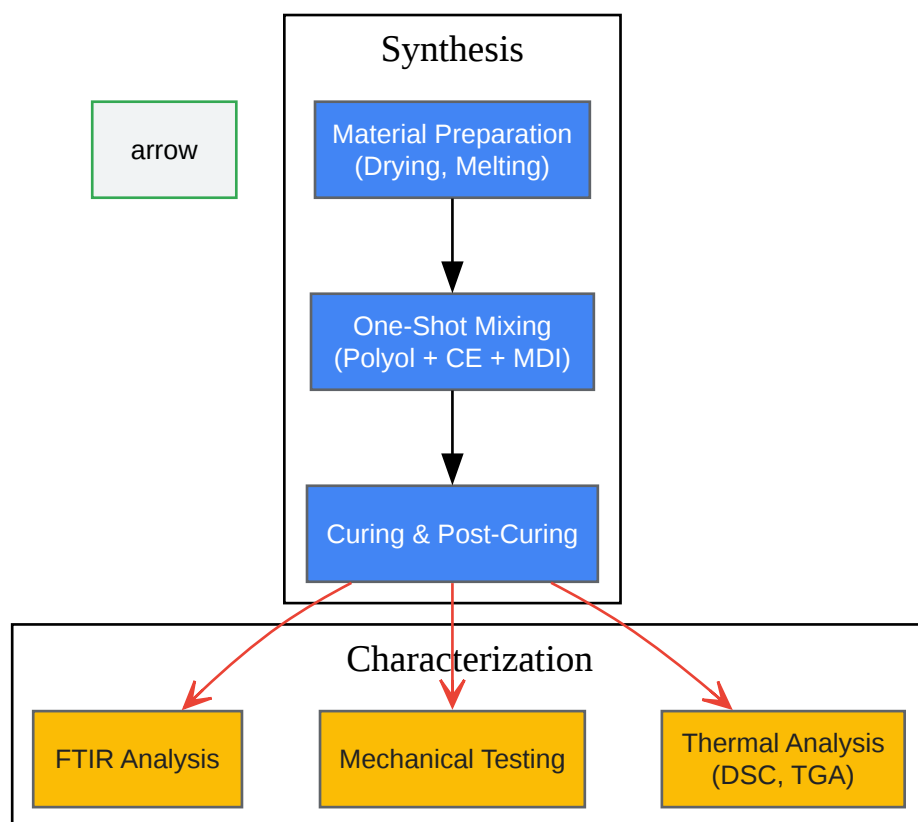 Synthesis
arrow
Material Preparation
(Drying, Melting)
One-Shot Mixing
(Polyol + CE + MDI)
Curing & Post-Curing
Characterization
FTIR Analysis
Mechanical Testing
Thermal Analysis
(DSC, TGA)